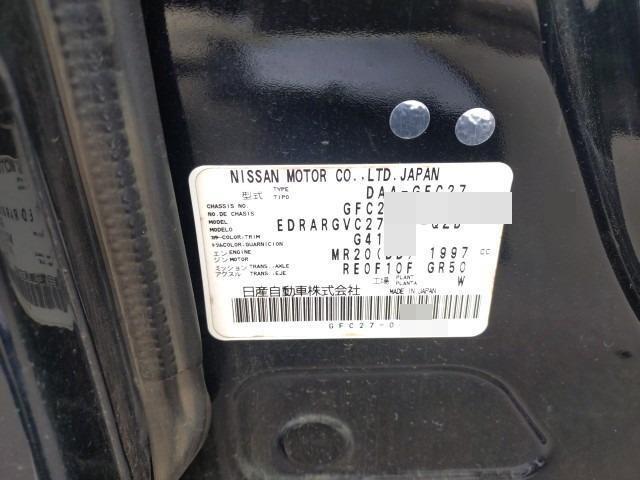 NISSAN MOTOR CO.,LTD.JAPAN
型式 TYPE TIPO DAA-GFC27
CHASSIS NO. NO.DE CHASIS GFC2
MODEL MODELO EDRARGVC27
COLOR·TRIM COLOR·GUARNICION G41
エンジン ENGINE MOTOR MR20 1997 CC
ミッション アクスル TRANS. AXLE TRANS. EJE RE0F10F GR50
工場 PLANT PLANTA W
日産自動車株式会社 MADE IN JAPAN
GFC27-0